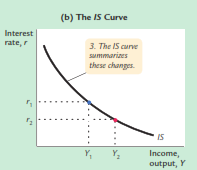 (b) The IS Curve
Interest
rate, r
3. The IS curve
summarizes
these changes.
r₁
r₂
IS
Y₁
Y₂
Income,
output, Y